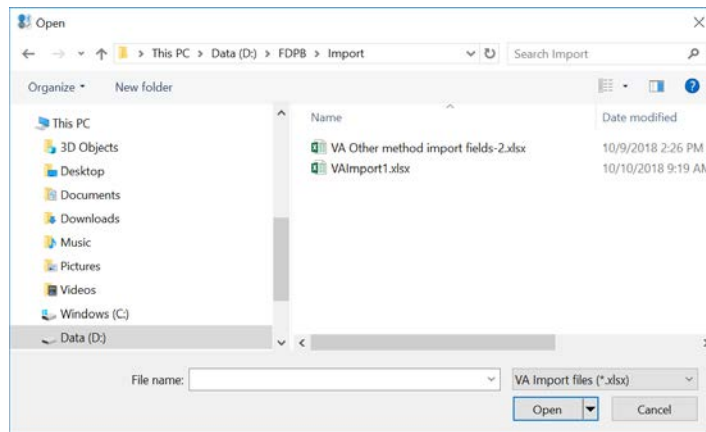 Open
This PC > Data (D:) > FDPB > Import
Search Import
Organize
New folder
Name
Date modified
This PC
3D Objects
Desktop
Documents
Downloads
Music
Pictures
Videos
Windows (C:)
Data (D:)
VA Other method import fields-2.xlsx
10/9/2018 2:26 PM
VAImport1.xlsx
10/10/2018 9:19 AM
File name:
VA Import files (*.xlsx)
Open
Cancel